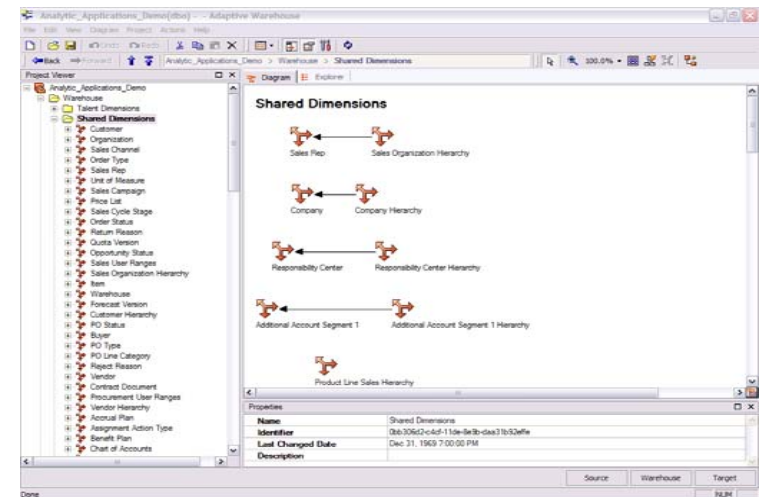 Analytic_Applications_Demo(dbo) - - Adaptive Warehouse
File Edit View Diagram Project Actions Help
Undo Redo
Back Forward Analytic_Applications_Demo > Warehouse > Shared Dimensions 100.0%
Project Viewer
Diagram Explorer
Analytic_Applications_Demo
Warehouse
Talent Dimensions
Shared Dimensions
Customer
Organization
Sales Channel
Order Type
Sales Rep
Unit of Measure
Sales Campaign
Price List
Sales Cycle Stage
Order Status
Return Reason
Quota Version
Opportunity Status
Sales User Ranges
Sales Organization Hierarchy
Item
Warehouse
Forecast Version
Customer Hierarchy
PO Status
Buyer
PO Type
PO Line Category
Reject Reason
Vendor
Contract Document
Procurement User Ranges
Vendor Hierarchy
Accrual Plan
Assignment Action Type
Benefit Plan
Chart of Accounts
Shared Dimensions
Sales Rep Sales Organization Hierarchy
Company Company Hierarchy
Responsibility Center Responsibility Center Hierarchy
Additional Account Segment 1 Additional Account Segment 1 Hierarchy
Product Line Sales Hierarchy
Properties
Name Shared Dimensions
Identifier
Last Changed Date Dec 31, 1969 7:00:00 PM
Description
Source Warehouse Target
Done NUM